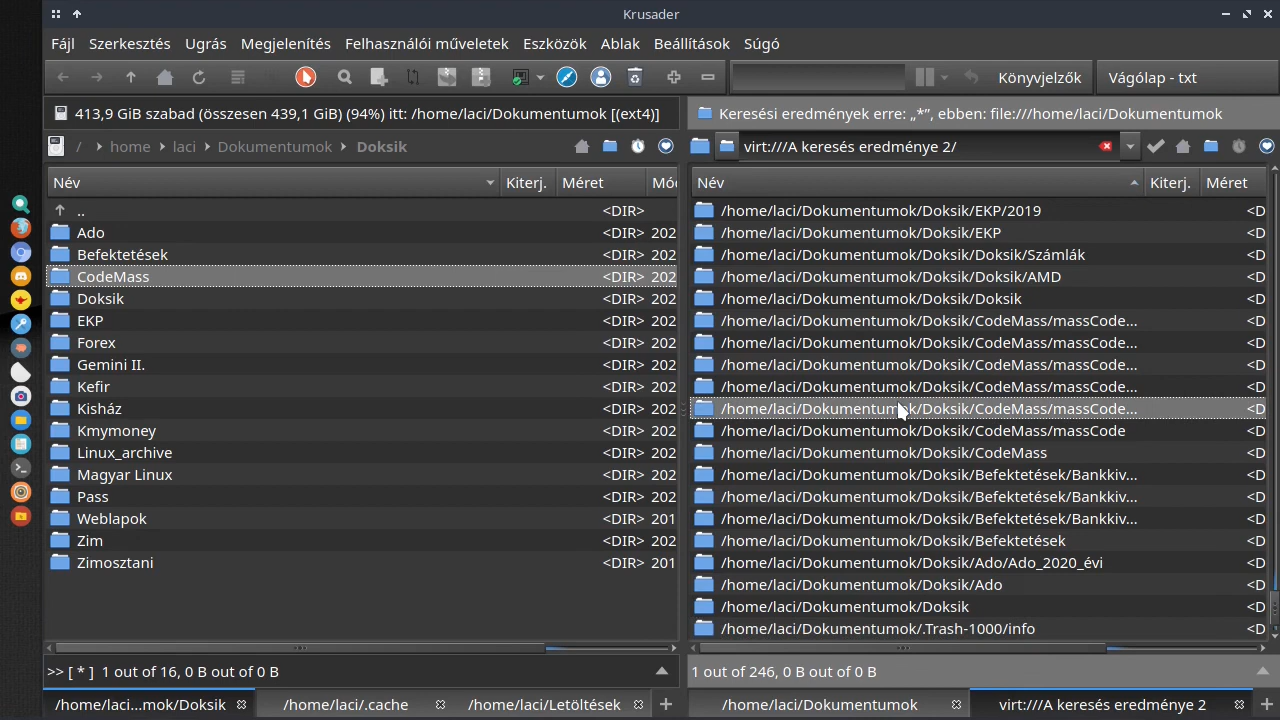 Krusader
Fájl Szerkesztés Ugrás Megjelenítés Felhasználói műveletek Eszközök Ablak Beállítások Súgó
Könyvjelzők Vágólap - txt
413,9 GiB szabad (összesen 439,1 GiB) (94%) itt: /home/laci/Dokumentumok [(ext4)]
/ home laci Dokumentumok Doksik
Név Kiterj. Méret Mód
.. <DIR>
Ado <DIR> 202
Befektetések <DIR> 202
CodeMass <DIR> 202
Doksik <DIR> 202
EKP <DIR> 202
Forex <DIR> 202
Gemini II. <DIR> 202
Kefir <DIR> 202
Kisház <DIR> 202
Kmymoney <DIR> 202
Linux_archive <DIR> 202
Magyar Linux <DIR> 202
Pass <DIR> 202
Weblapok <DIR> 201
Zim <DIR> 202
Zimosztani <DIR> 201
>> [ * ] 1 out of 16, 0 B out of 0 B
/home/laci...mok/Doksik /home/laci/.cache /home/laci/Letöltések
Keresési eredmények erre: „*”, ebben: file:///home/laci/Dokumentumok
virt:///A keresés eredménye 2/
Név Kiterj. Méret
/home/laci/Dokumentumok/Doksik/EKP/2019 <D
/home/laci/Dokumentumok/Doksik/EKP <D
/home/laci/Dokumentumok/Doksik/Doksik/Számlák <D
/home/laci/Dokumentumok/Doksik/Doksik/AMD <D
/home/laci/Dokumentumok/Doksik/Doksik <D
/home/laci/Dokumentumok/Doksik/CodeMass/massCode... <D
/home/laci/Dokumentumok/Doksik/CodeMass/massCode... <D
/home/laci/Dokumentumok/Doksik/CodeMass/massCode... <D
/home/laci/Dokumentumok/Doksik/CodeMass/massCode... <D
/home/laci/Dokumentumok/Doksik/CodeMass/massCode... <D
/home/laci/Dokumentumok/Doksik/CodeMass/massCode <D
/home/laci/Dokumentumok/Doksik/CodeMass <D
/home/laci/Dokumentumok/Doksik/Befektetések/Bankkiv... <D
/home/laci/Dokumentumok/Doksik/Befektetések/Bankkiv... <D
/home/laci/Dokumentumok/Doksik/Befektetések/Bankkiv... <D
/home/laci/Dokumentumok/Doksik/Befektetések <D
/home/laci/Dokumentumok/Doksik/Ado/Ado_2020_évi <D
/home/laci/Dokumentumok/Doksik/Ado <D
/home/laci/Dokumentumok/Doksik <D
/home/laci/Dokumentumok/.Trash-1000/info <D
1 out of 246, 0 B out of 0 B
/home/laci/Dokumentumok virt:///A keresés eredménye 2